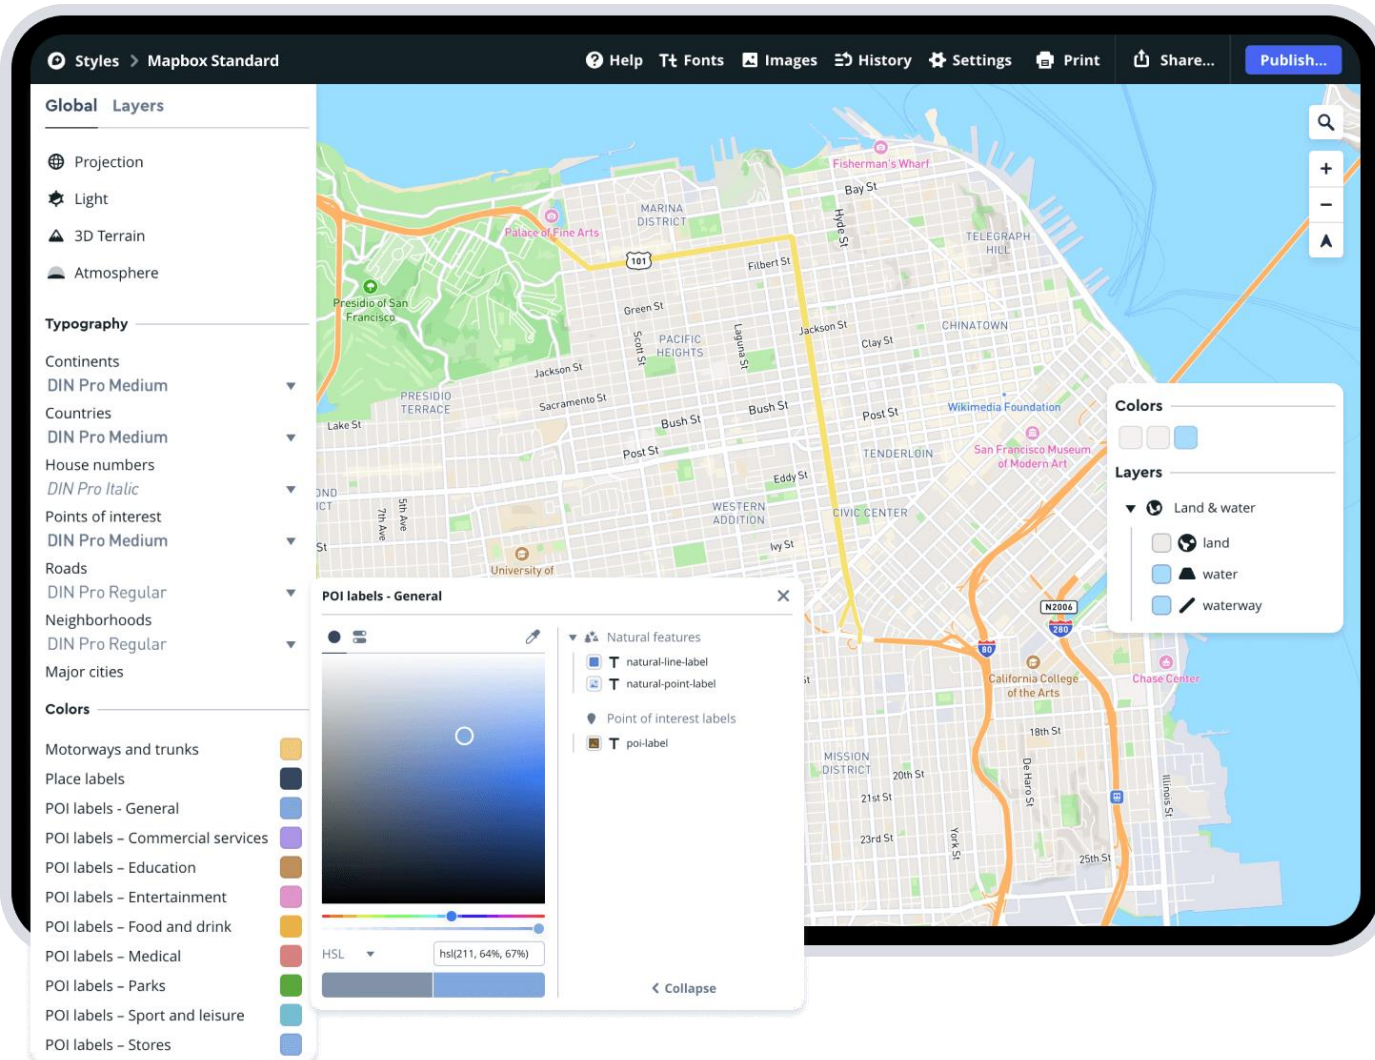 Styles > Mapbox Standard
Help
Fonts
Images
History
Settings
Print
Share...
Publish...
Global Layers
Projection
Light
3D Terrain
Atmosphere
Typography
Continents
DIN Pro Medium
Countries
DIN Pro Medium
House numbers
DIN Pro Italic
Points of interest
DIN Pro Medium
Roads
DIN Pro Regular
Neighborhoods
DIN Pro Regular
Major cities
Colors
Motorways and trunks
Place labels
POI labels - General
POI labels – Commercial services
POI labels – Education
POI labels – Entertainment
POI labels – Food and drink
POI labels – Medical
POI labels – Parks
POI labels – Sport and leisure
POI labels – Stores
Fisherman's Wharf
Bay St
Hyde St
MARINA
DISTRICT
Palace of Fine Arts
TELEGRAPH
HILL
101
Filbert St
Presidio of San
Francisco
Green St
Scott St
PACIFIC
HEIGHTS
Laguna St
Jackson St
Clay St
CHINATOWN
Jackson St
PRESIDIO
TERRACE
Sacramento St
Lake St
Bush St
Bush St
Post St
Wikimedia Foundation
Post St
TENDERLOIN
San Francisco Museum
of Modern Art
Eddy St
OND
ICT
5th Ave
7th Ave
WESTERN
ADDITION
CIVIC CENTER
St
Ivy St
University of
N2006
280
80
California College
of the Arts
Chase Center
st
18th St
MISSION
DISTRICT
20th St
De Haro St
Illinois St
21st St
23rd St
York St
25th St
Colors
Layers
Land & water
land
water
waterway
POI labels - General
HSL
hsl(211, 64%, 67%)
Natural features
T natural-line-label
T natural-point-label
Point of interest labels
T poi-label
Collapse